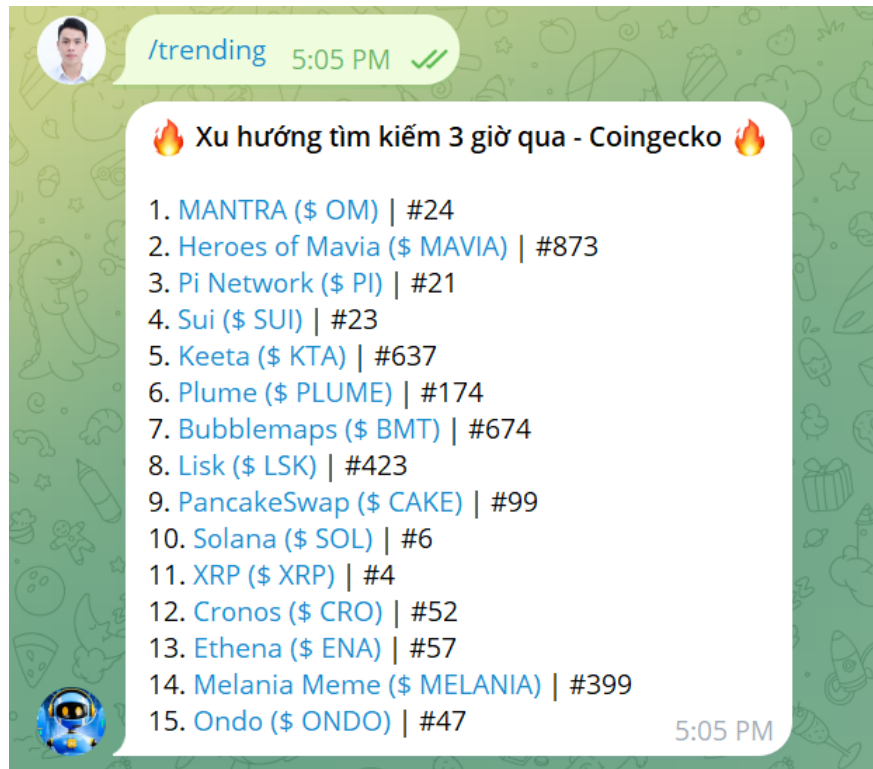 /trending 5:05 PM
🔥 Xu hướng tìm kiếm 3 giờ qua - Coingecko 🔥
1. MANTRA ($ OM) | #24
2. Heroes of Mavia ($ MAVIA) | #873
3. Pi Network ($ PI) | #21
4. Sui ($ SUI) | #23
5. Keeta ($ KTA) | #637
6. Plume ($ PLUME) | #174
7. Bubblemaps ($ BMT) | #674
8. Lisk ($ LSK) | #423
9. PancakeSwap ($ CAKE) | #99
10. Solana ($ SOL) | #6
11. XRP ($ XRP) | #4
12. Cronos ($ CRO) | #52
13. Ethena ($ ENA) | #57
14. Melania Meme ($ MELANIA) | #399
15. Ondo ($ ONDO) | #47
5:05 PM